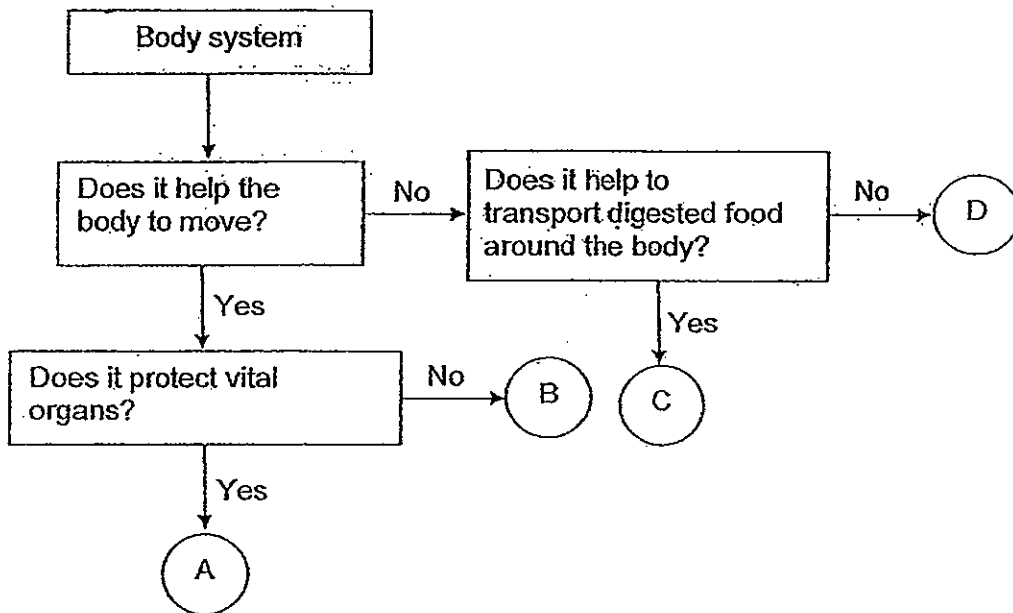 Body system
Does it help the
body to move?
No
Does it help to
transport digested food
around the body?
No
D
Yes
Yes
Does it protect vital
organs?
No
B
C
Yes
A